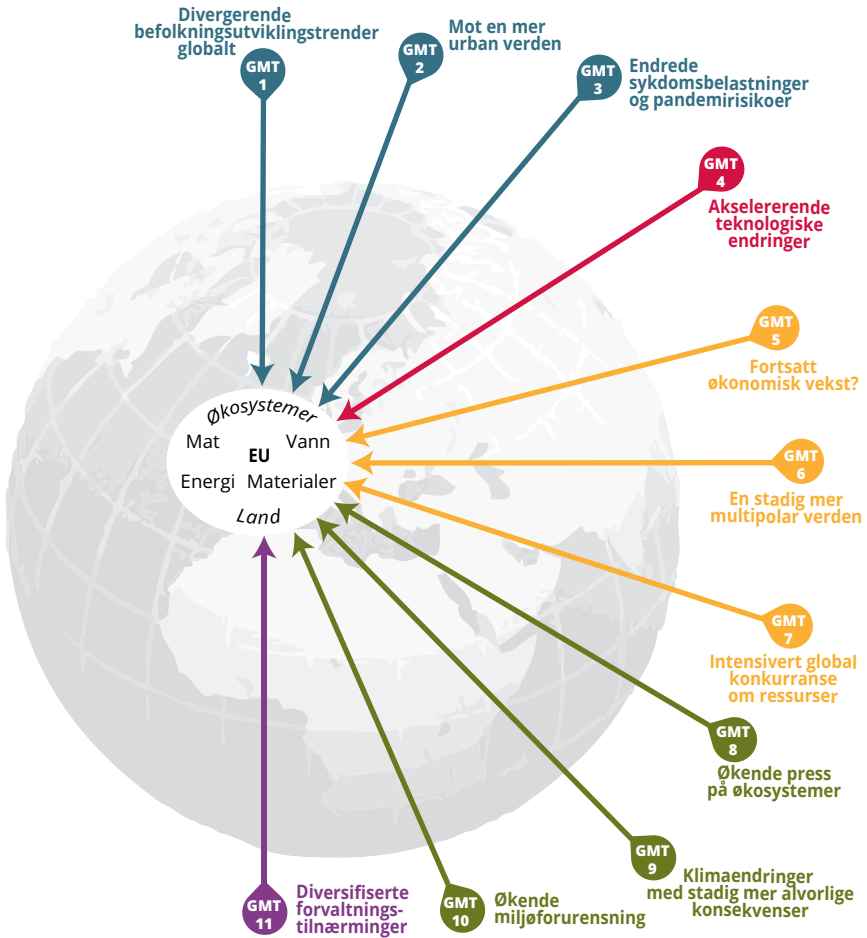 Divergerende
befolkningsutviklingstrender
globalt
GMT
1
GMT
2
Mot en mer
urban verden
GMT
3
Endrede
sykdomsbelastninger
og pandemirisikoer
GMT
4
Akselererende
teknologiske
endringer
GMT
5
Fortsatt
økonomisk vekst?
GMT
6
En stadig mer
multipolar verden
GMT
7
Intensivert global
konkurranse
om ressurser
GMT
8
Økende press
på økosystemer
GMT
9
Klimaendringer
med stadig mer alvorlige
konsekvenser
GMT
10
Økende
miljøforurensning
GMT
11
Diversifiserte
forvaltnings-
tilnærminger
Økosystemer
Mat
Vann
EU
Energi
Materialer
Land